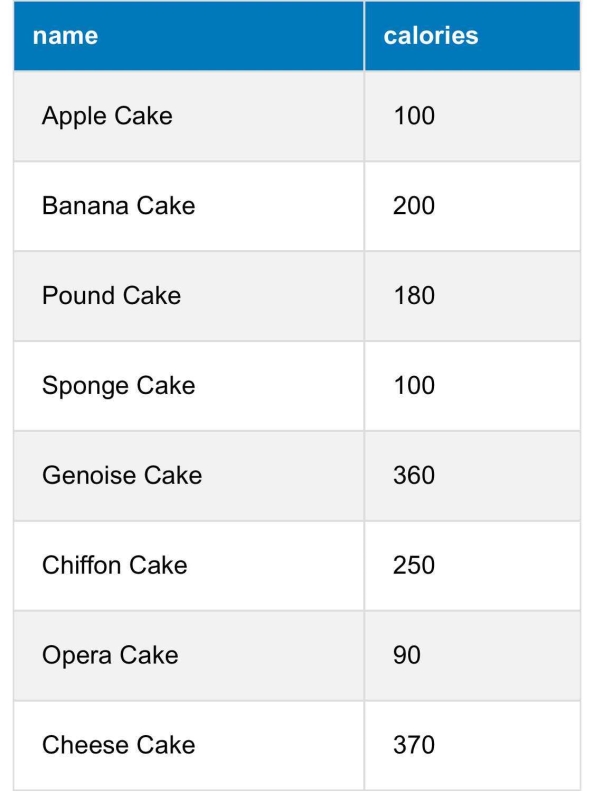 name calories
Apple Cake 100
Banana Cake 200
Pound Cake 180
Sponge Cake 100
Genoise Cake 360
Chiffon Cake 250
Opera Cake 90
Cheese Cake 370